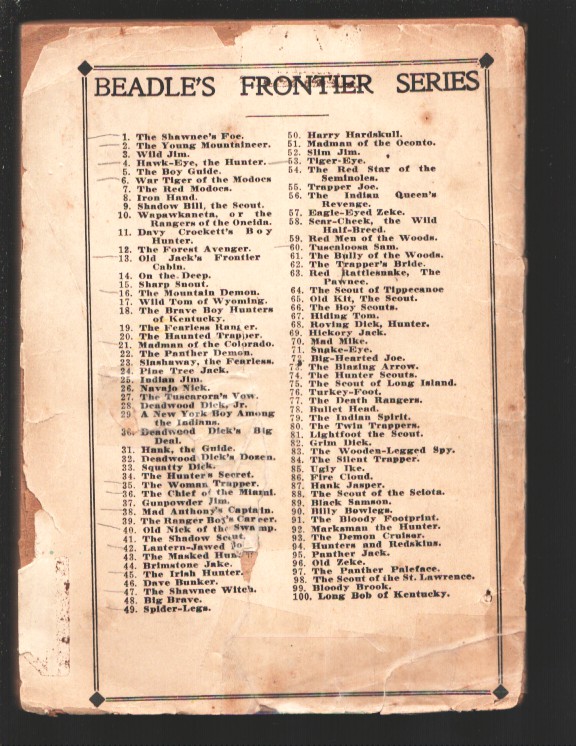 BEADLE'S FRONTIER SERIES
1. The Shawnee's Foe.
2. The Young Mountaineer.
3. Wild Jim.
4. Hawk-Eye, the Hunter.
5. The Boy Guide.
6. War Tiger of the Modocs
7. The Red Modocs.
8. Iron Hand.
9. Shadow Bill, the Scout.
10. Wapawkaneta, or the
Rangers of the Oneida.
11. Davy Crockett's Boy
Hunter.
12. The Forest Avenger.
13. Old Jack's Frontier
Cabin.
14. On the Deep.
15. Sharp Snout.
16. The Mountain Demon.
17. Wild Tom of Wyoming.
18. The Brave Boy Hunters
of Kentucky.
19. The Fearless Ranger.
20. The Haunted Trapper.
21. Madman of the Colorado.
22. The Panther Demon.
23. Sinshaway, the Fearless.
24. Pine Tree Jack.
25. Indian Jim.
26. Navajo Nick.
27. The Tuscarora's Vow.
28. Deadwood Dick, Jr.
29. A New York Boy Among
the Indians.
30. Deadwood Dick's Big
Deal.
31. Hank, the Guide.
32. Deadwood Dick's Dozen.
33. Squatty Dick.
34. The Hunter's Secret.
35. The Woman Trapper.
36. The Chief of the Miami.
37. Gunpowder Jim.
38. Mad Anthony's Captain.
39. The Ranger Boy's Career.
40. Old Nick of the Swamp.
41. The Shadow Scout.
42. Lantern-Jawed
43. The Masked Hunter.
44. Brimstone Jake.
45. The Irish Hunter.
46. Dave Bunker.
47. The Shawnee Witch.
48. Big Brave.
49. Spider-Legs.
50. Harry Hardskull.
51. Madman of the Oconto.
52. Slim Jim.
53. Tiger-Eye.
54. The Red Star of the
Seminoles.
55. Trapper Joe.
56. The Indian Queen's
Revenge.
57. Eagle-Eyed Zeke.
58. Scar-Cheek, the Wild
Half-Breed.
59. Red Men of the Woods.
60. Tuscaloosa Sam.
61. The Bully of the Woods.
62. The Trapper's Bride.
63. Red Rattlesnake, The
Pawnee.
64. The Scout of Tippecanoe
65. Old Kit, The Scout.
66. The Boy Scouts.
67. Hiding Tom.
68. Roving Dick, Hunter.
69. Hickory Jack.
70. Mad Mike.
71. Snake-Eye.
72. Big-Hearted Joe.
73. The Blazing Arrow.
74. The Hunter Scouts.
75. The Scout of Long Island.
76. Turkey-Foot.
77. The Death Rangers.
78. Bullet Head.
79. The Indian Spirit.
80. The Twin Trappers.
81. Lightfoot the Scout.
82. Grim Dick.
83. The Wooden-Legged Spy.
84. The Silent Trapper.
85. Ugly Ike.
86. Fire Cloud.
87. Hank Jasper.
88. The Scout of the Sciota.
89. Black Samson.
90. Billy Bowlegs.
91. The Bloody Footprint.
92. Marksman the Hunter.
93. The Demon Cruiser.
94. Hunters and Redskins.
95. Panther Jack.
96. Old Zeke.
97. The Panther Paleface.
98. The Scout of the St. Lawrence.
99. Bloody Brook.
100. Long Bob of Kentucky.